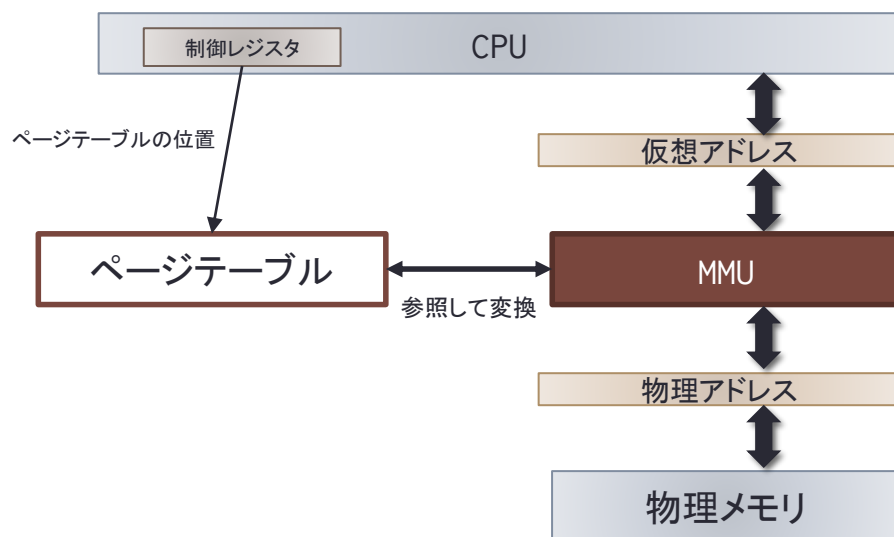 制御レジスタ
CPU
ページテーブルの位置
仮想アドレス
ページテーブル
MMU
参照して変換
物理アドレス
物理メモリ